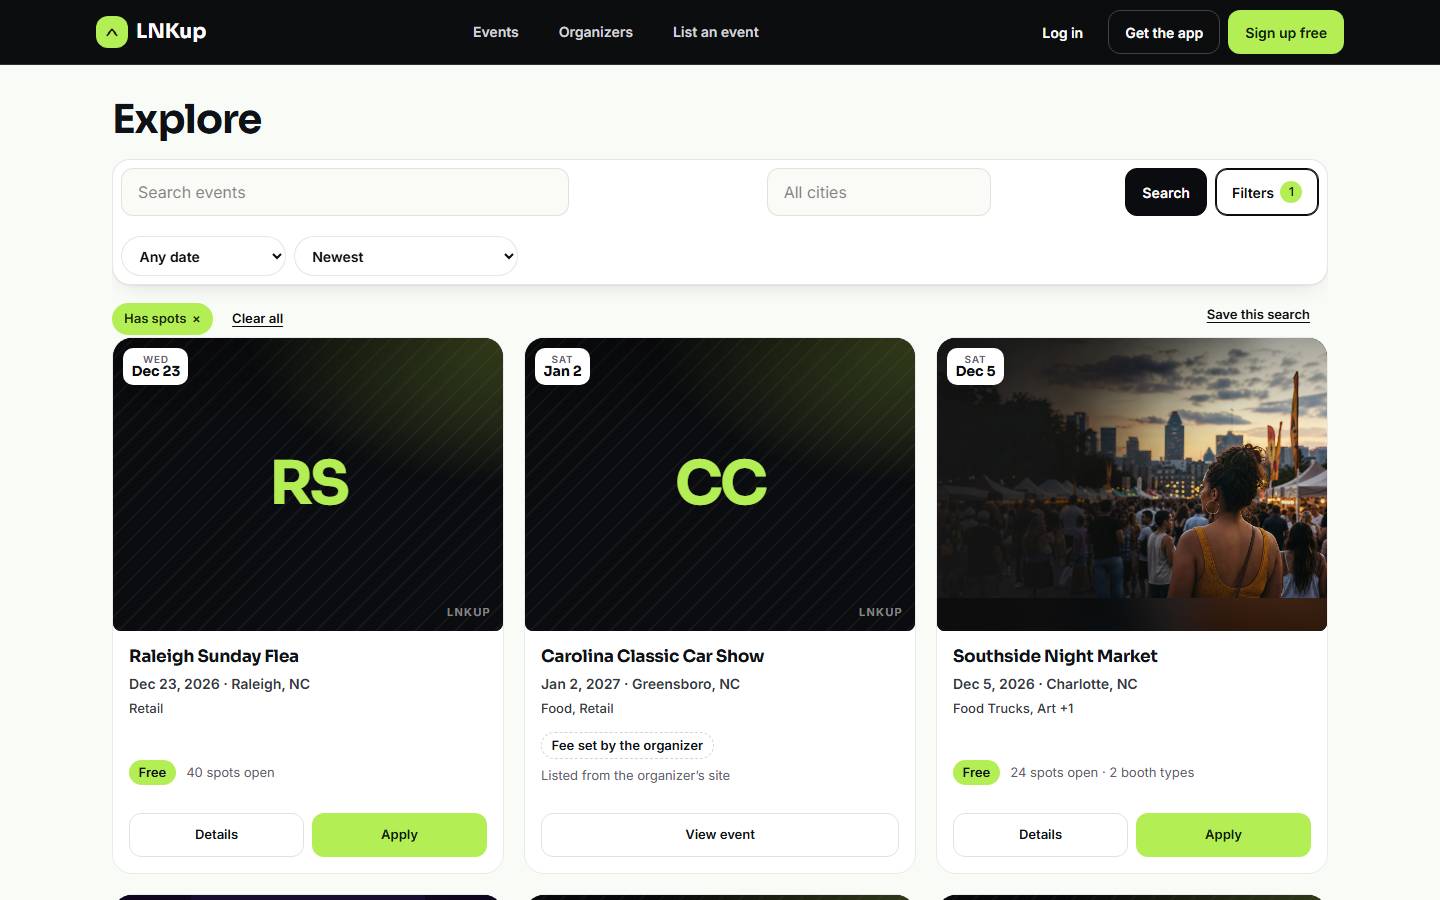 LNKup
Events
Organizers
List an event
Log in
Get the app
Sign up free
Explore
Search events
All cities
Search
Filters 1
Any date
Newest
Has spots ×
Clear all
Save this search
WED
Dec 23
RS
LNKUP
SAT
Jan 2
CC
LNKUP
SAT
Dec 5
Raleigh Sunday Flea
Dec 23, 2026 · Raleigh, NC
Retail
Free 40 spots open
Details
Apply
Carolina Classic Car Show
Jan 2, 2027 · Greensboro, NC
Food, Retail
Fee set by the organizer
Listed from the organizer’s site
View event
Southside Night Market
Dec 5, 2026 · Charlotte, NC
Food Trucks, Art +1
Free 24 spots open · 2 booth types
Details
Apply